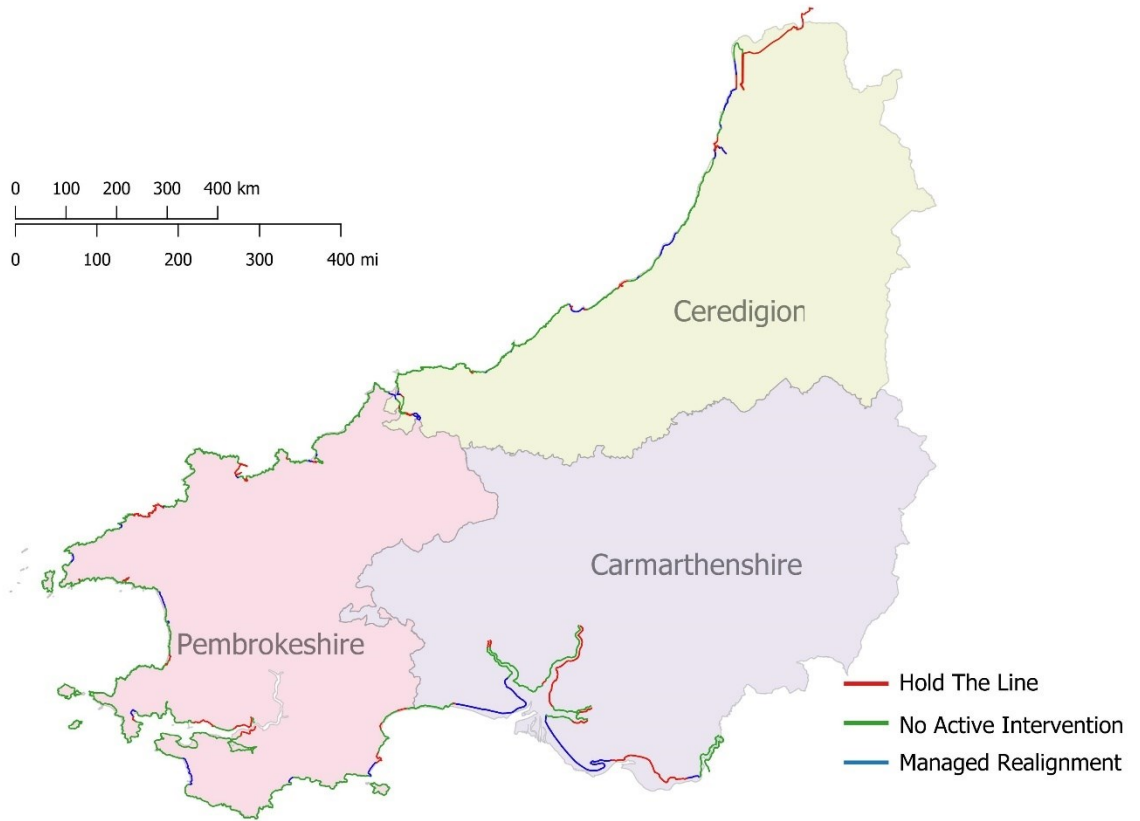 0 100 200 300 400 km
0 100 200 300 400 mi
Ceredigion
Carmarthenshire
Pembrokeshire
Hold The Line
No Active Intervention
Managed Realignment